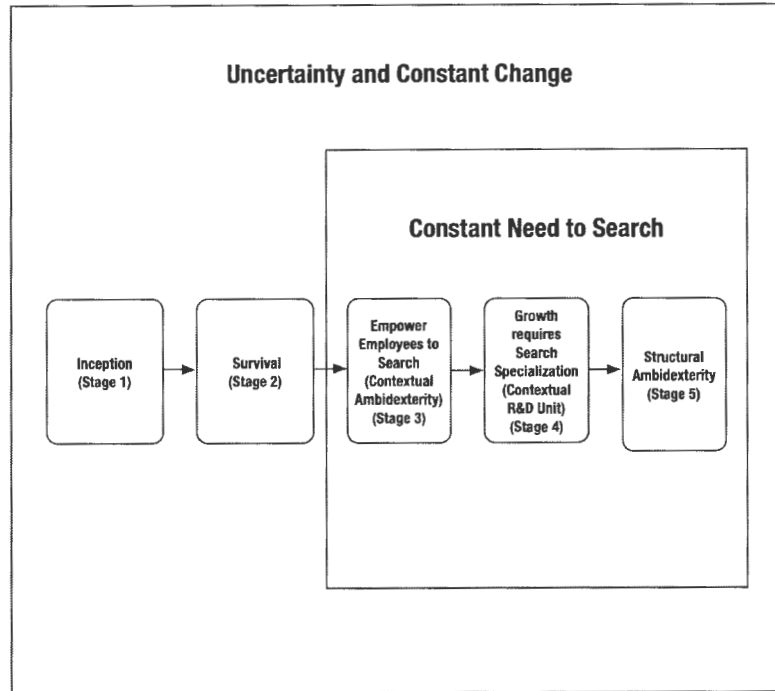 Uncertainty and Constant Change
Constant Need to Search
Inception
(Stage 1)
Survival
(Stage 2)
Empower
Employees to
Search
(Contextual
Ambidexterity)
(Stage 3)
Growth
requires
Search
Specialization
(Contextual
R&D Unit)
(Stage 4)
Structural
Ambidexterity
(Stage 5)